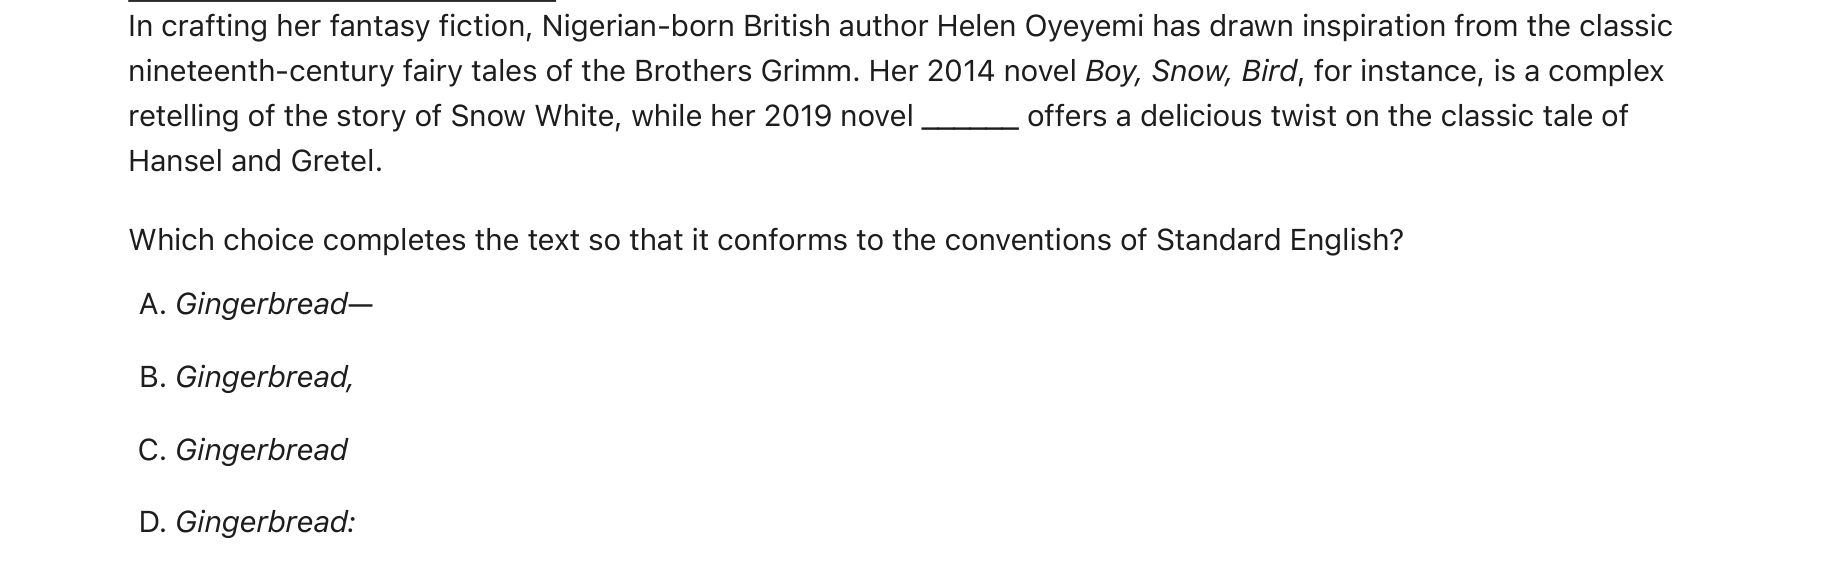 In crafting her fantasy fiction, Nigerian-born British author Helen Oyeyemi has drawn inspiration from the classic
nineteenth-century fairy tales of the Brothers Grimm. Her 2014 novel Boy, Snow, Bird, for instance, is a complex
retelling of the story of Snow White, while her 2019 novel ______ offers a delicious twist on the classic tale of
Hansel and Gretel.
Which choice completes the text so that it conforms to the conventions of Standard English?
A. Gingerbread—
B. Gingerbread,
C. Gingerbread
D. Gingerbread: